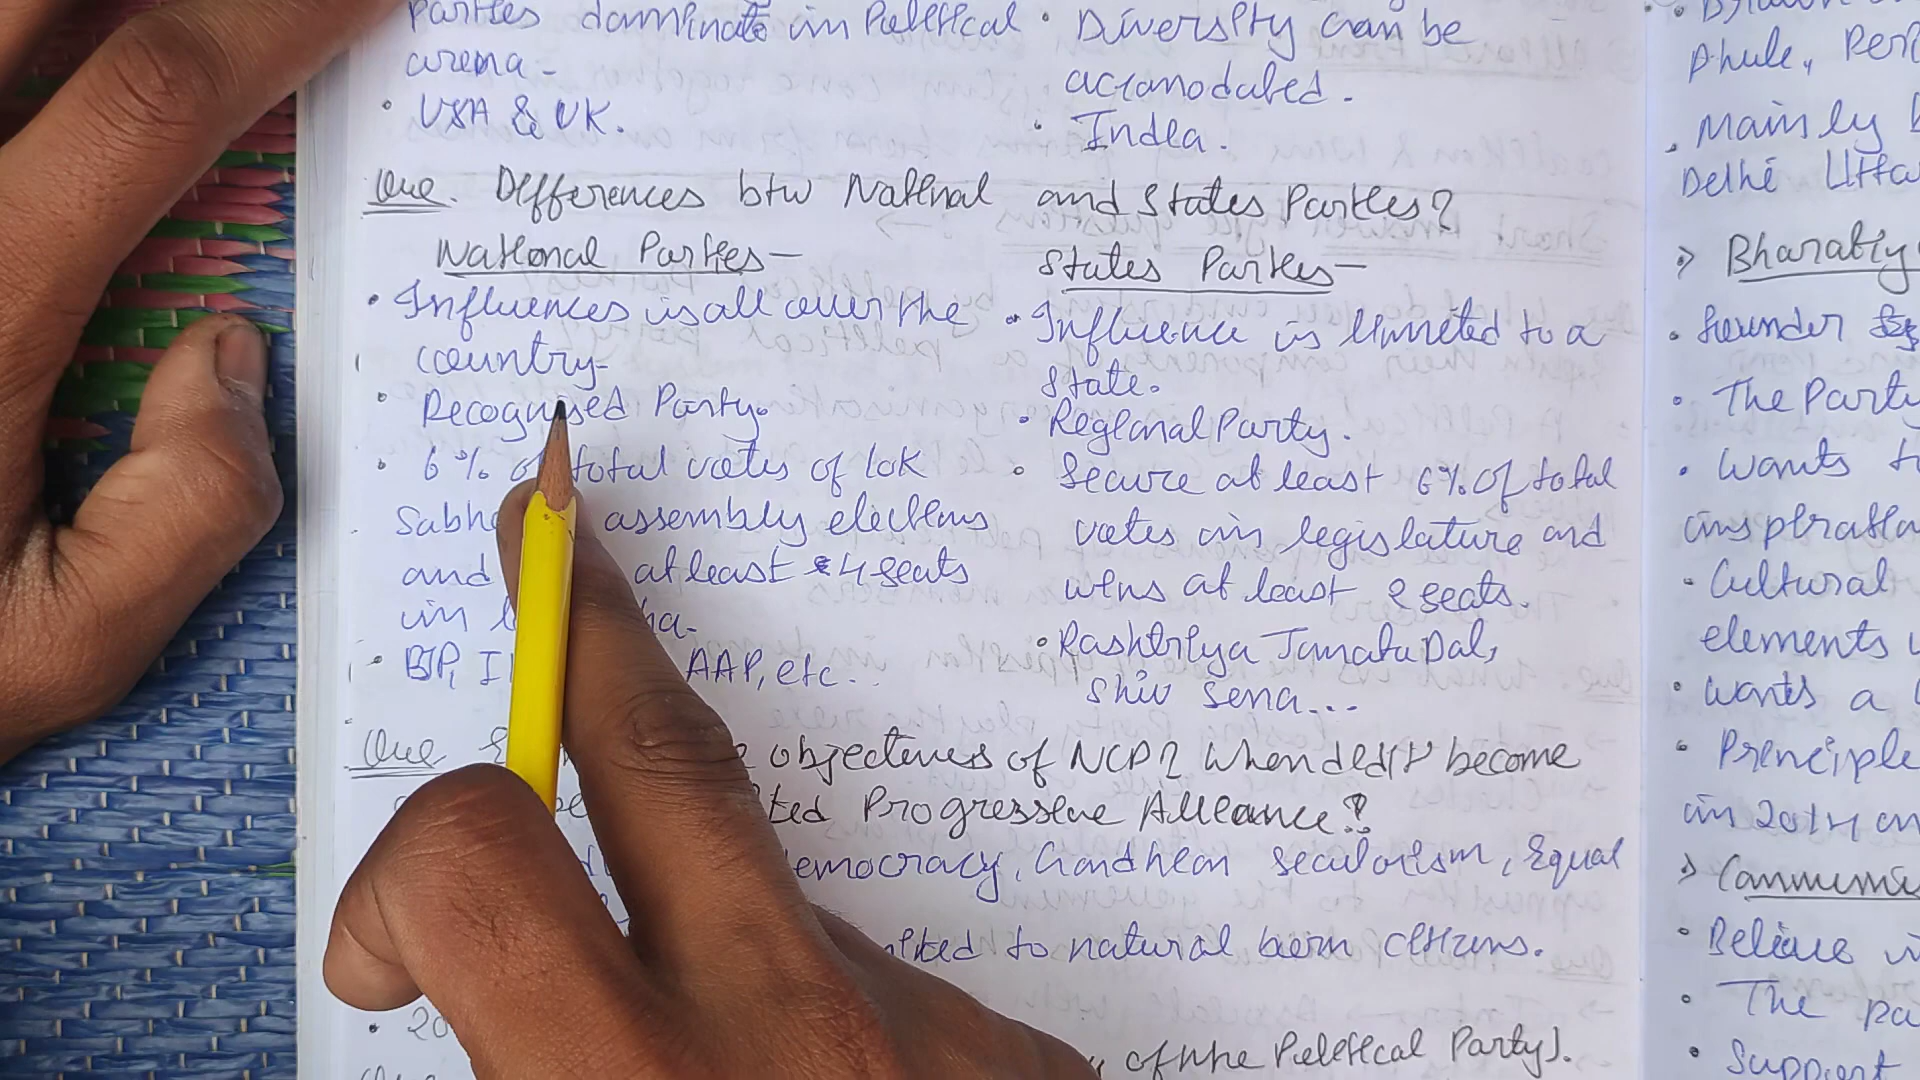 Parties dominate in Political
arena-
• USA & UK.
• Diversity can be
accamodated.
• India.
Que. Differences btw National and States Parties?
National Parties-
• Influences is all over the
country-
• Recognised Party.
• 6% of total votes of lok
Sabha assembly elections
and at least 4 seats
in
• BJP, AAP, etc..
States Parties-
• Influence is limited to a
state.
• Regional Party.
• Secure at least 6% of total
votes in legislature and
wins at least 2 seats.
• Rashtriya Janata Dal,
Shiv Sena...
Que objectives of NCP? When did it become
Progressive Alliance?
Gandhean secularism, Equal
to natural born citizens.
• 20
of the Political Party).
Phule, Peri
• Mainly
Delhi Utta
> Bharatiy
• founder
• The Party
• Wants t
inspiratio
• Cultural
elements
• wants a
• Principle
in 2014 an
> Communis
• Believe i
• The pa
• Support